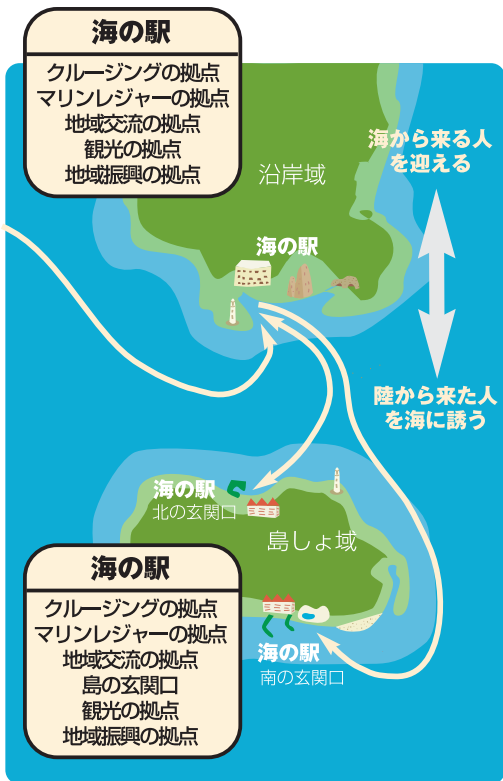 海の駅
クルージングの拠点
マリンレジャーの拠点
地域交流の拠点
観光の拠点
地域振興の拠点
海から来る人
を迎える
沿岸域
海の駅
陸から来た人
を海に誘う
海の駅
北の玄関口
島しょ域
海の駅
南の玄関口
海の駅
クルージングの拠点
マリンレジャーの拠点
地域交流の拠点
島の玄関口
観光の拠点
地域振興の拠点